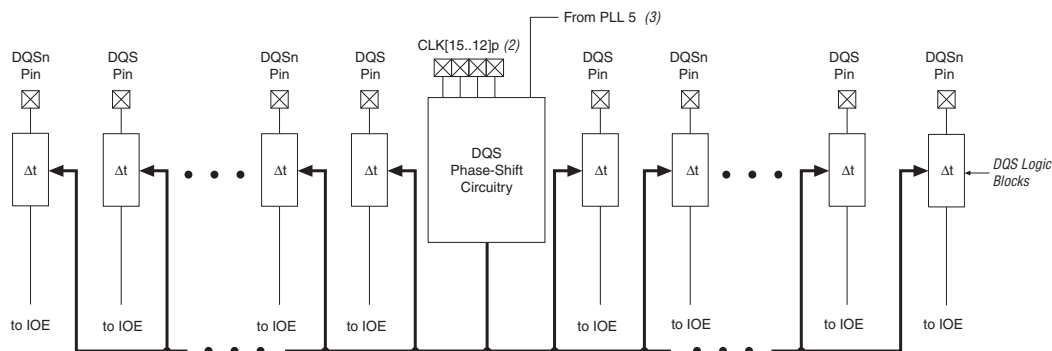 From PLL 5 (3)
CLK[15..12]p (2)
DQSn
Pin
DQS
Pin
DQSn
Pin
DQS
Pin
DQS
Pin
DQSn
Pin
DQS
Pin
DQSn
Pin
Δt
Δt
Δt
Δt
DQS
Phase-Shift
Circuitry
Δt
Δt
Δt
Δt
DQS Logic
Blocks
to IOE
to IOE
to IOE
to IOE
to IOE
to IOE
to IOE
to IOE